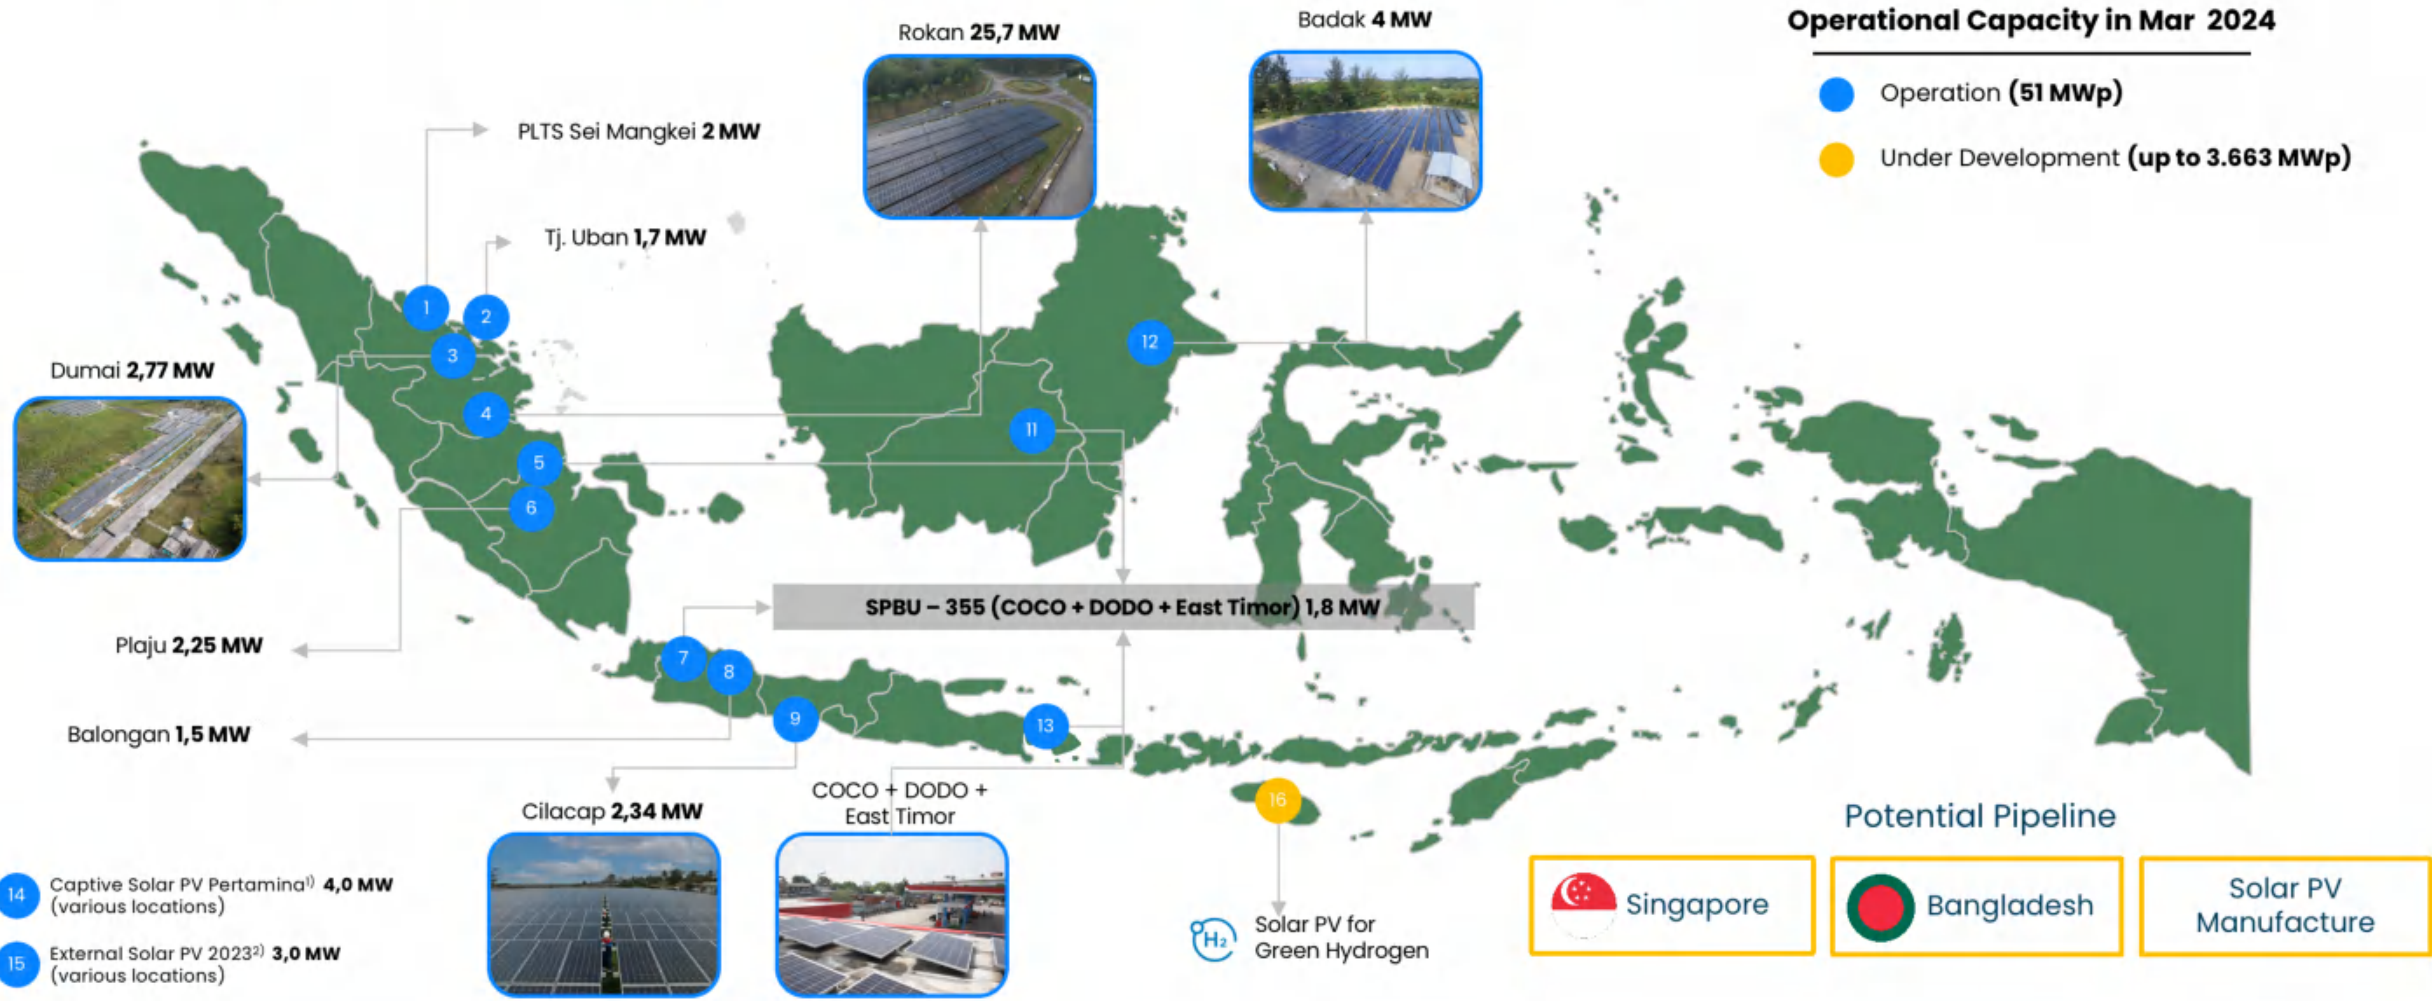 Operational Capacity in Mar 2024
Operation (51 MWp)
Under Development (up to 3.663 MWp)
Rokan 25,7 MW
Badak 4 MW
PLTS Sei Mangkei 2 MW
Tj. Uban 1,7 MW
Dumai 2,77 MW
1
2
3
4
5
6
12
11
SPBU – 355 (COCO + DODO + East Timor) 1,8 MW
Plaju 2,25 MW
Balongan 1,5 MW
7
8
9
13
16
Cilacap 2,34 MW
COCO + DODO +
East Timor
14
Captive Solar PV Pertamina1) 4,0 MW
(various locations)
15
External Solar PV 20232) 3,0 MW
(various locations)
H2
Solar PV for
Green Hydrogen
Potential Pipeline
Singapore
Bangladesh
Solar PV
Manufacture